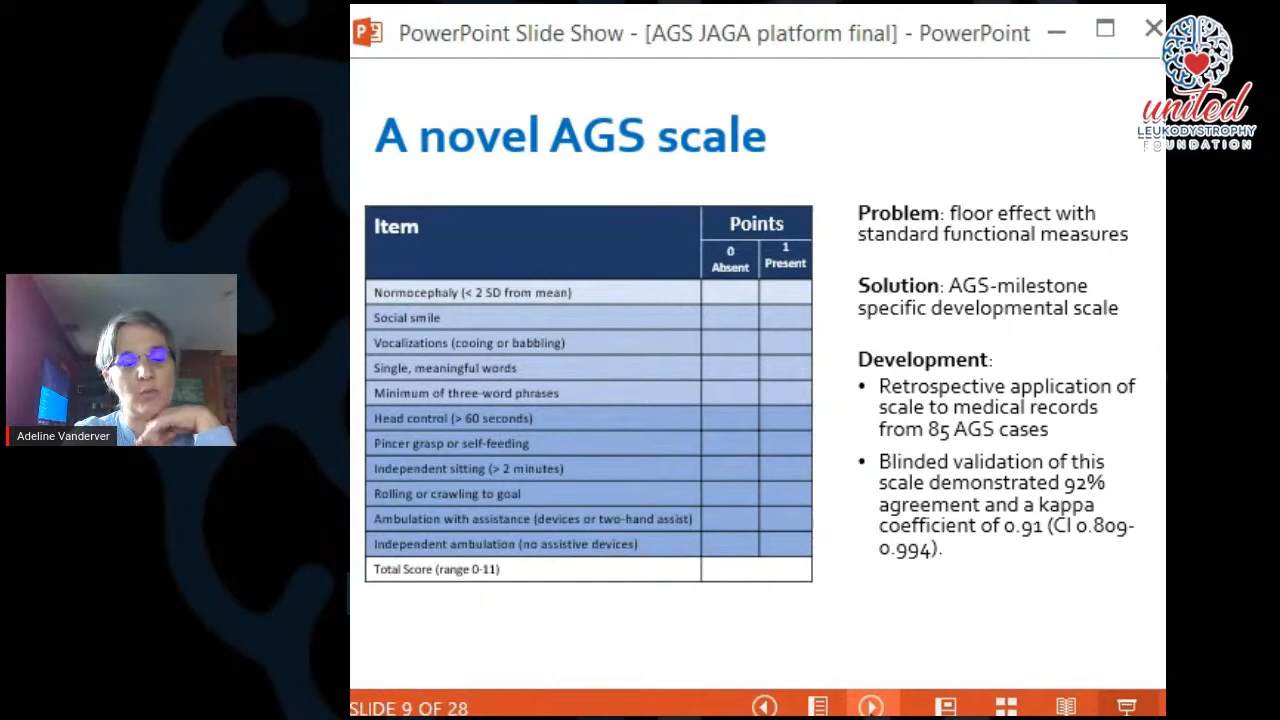 PowerPoint Slide Show - [AGS JAGA platform final] - PowerPoint
united
LEUKODYSTROPHY
FOUNDATION
A novel AGS scale
Item
Points
0
Absent
1
Present
Normocephaly (< 2 SD from mean)
Social smile
Vocalizations (cooing or babbling)
Single, meaningful words
Minimum of three-word phrases
Head control (> 60 seconds)
Pincer grasp or self-feeding
Independent sitting (> 2 minutes)
Rolling or crawling to goal
Ambulation with assistance (devices or two-hand assist)
Independent ambulation (no assistive devices)
Total Score (range 0-11)
Problem: floor effect with
standard functional measures
Solution: AGS-milestone
specific developmental scale
Development:
• Retrospective application of
scale to medical records
from 85 AGS cases
• Blinded validation of this
scale demonstrated 92%
agreement and a kappa
coefficient of 0.91 (CI 0.809-
0.994).
Adeline Vanderver
SLIDE 9 OF 28